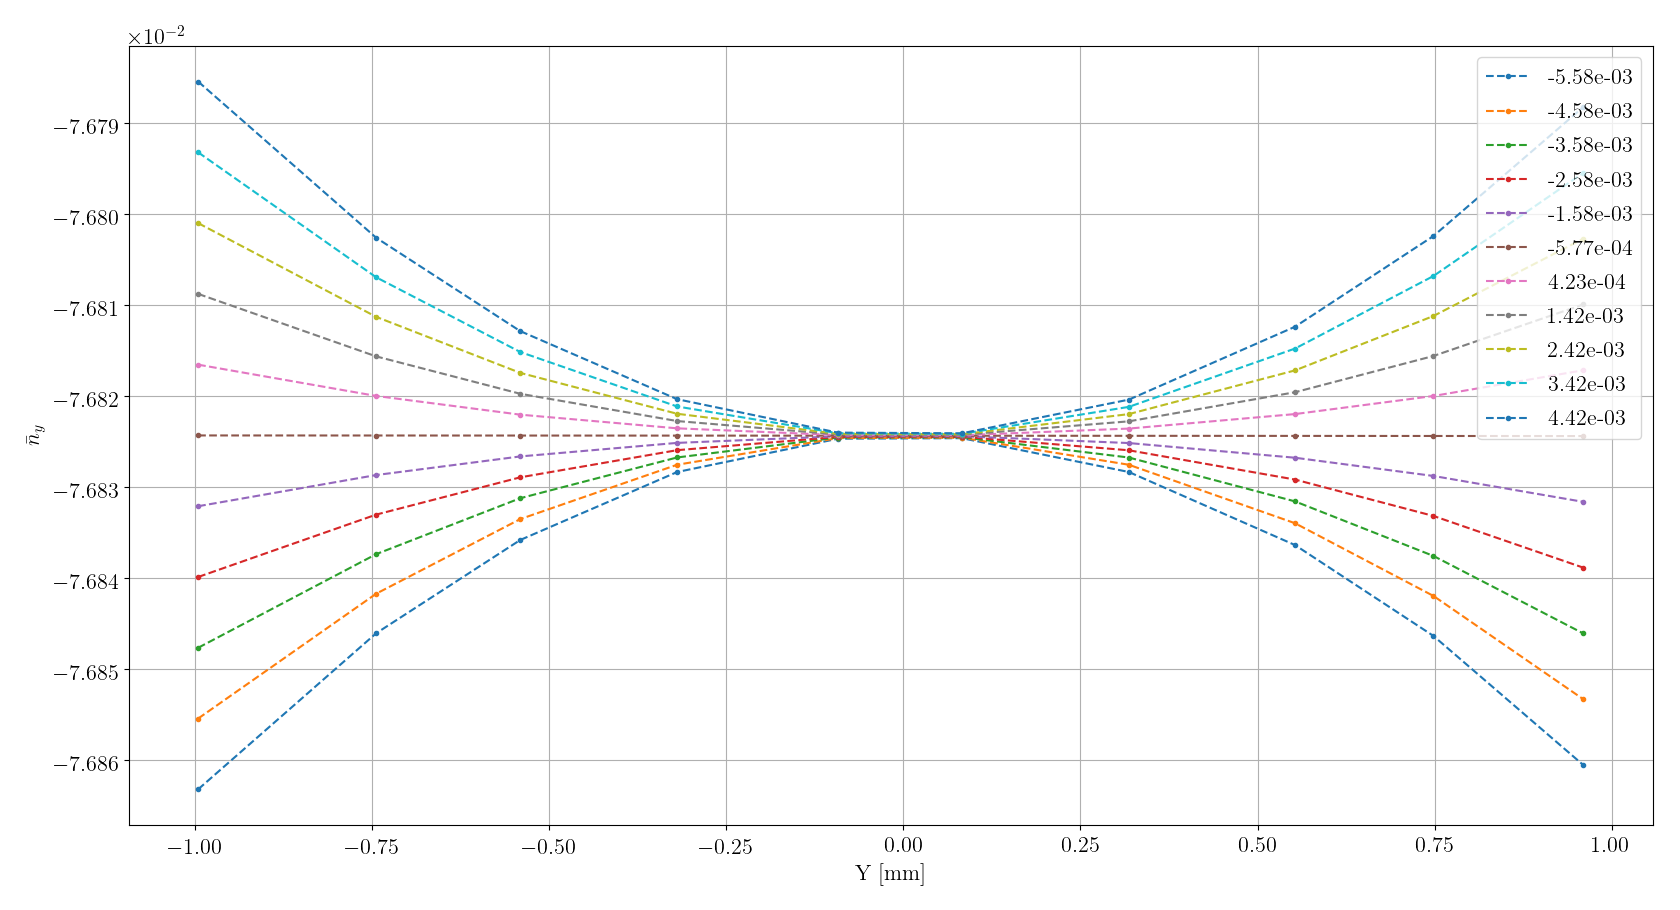 ×10⁻²
−7.679
−7.680
−7.681
−7.682
−7.683
−7.684
−7.685
−7.686
n̄_y
−1.00 −0.75 −0.50 −0.25 0.00 0.25 0.50 0.75 1.00
Y [mm]
-5.58e-03
-4.58e-03
-3.58e-03
-2.58e-03
-1.58e-03
-5.77e-04
4.23e-04
1.42e-03
2.42e-03
3.42e-03
4.42e-03